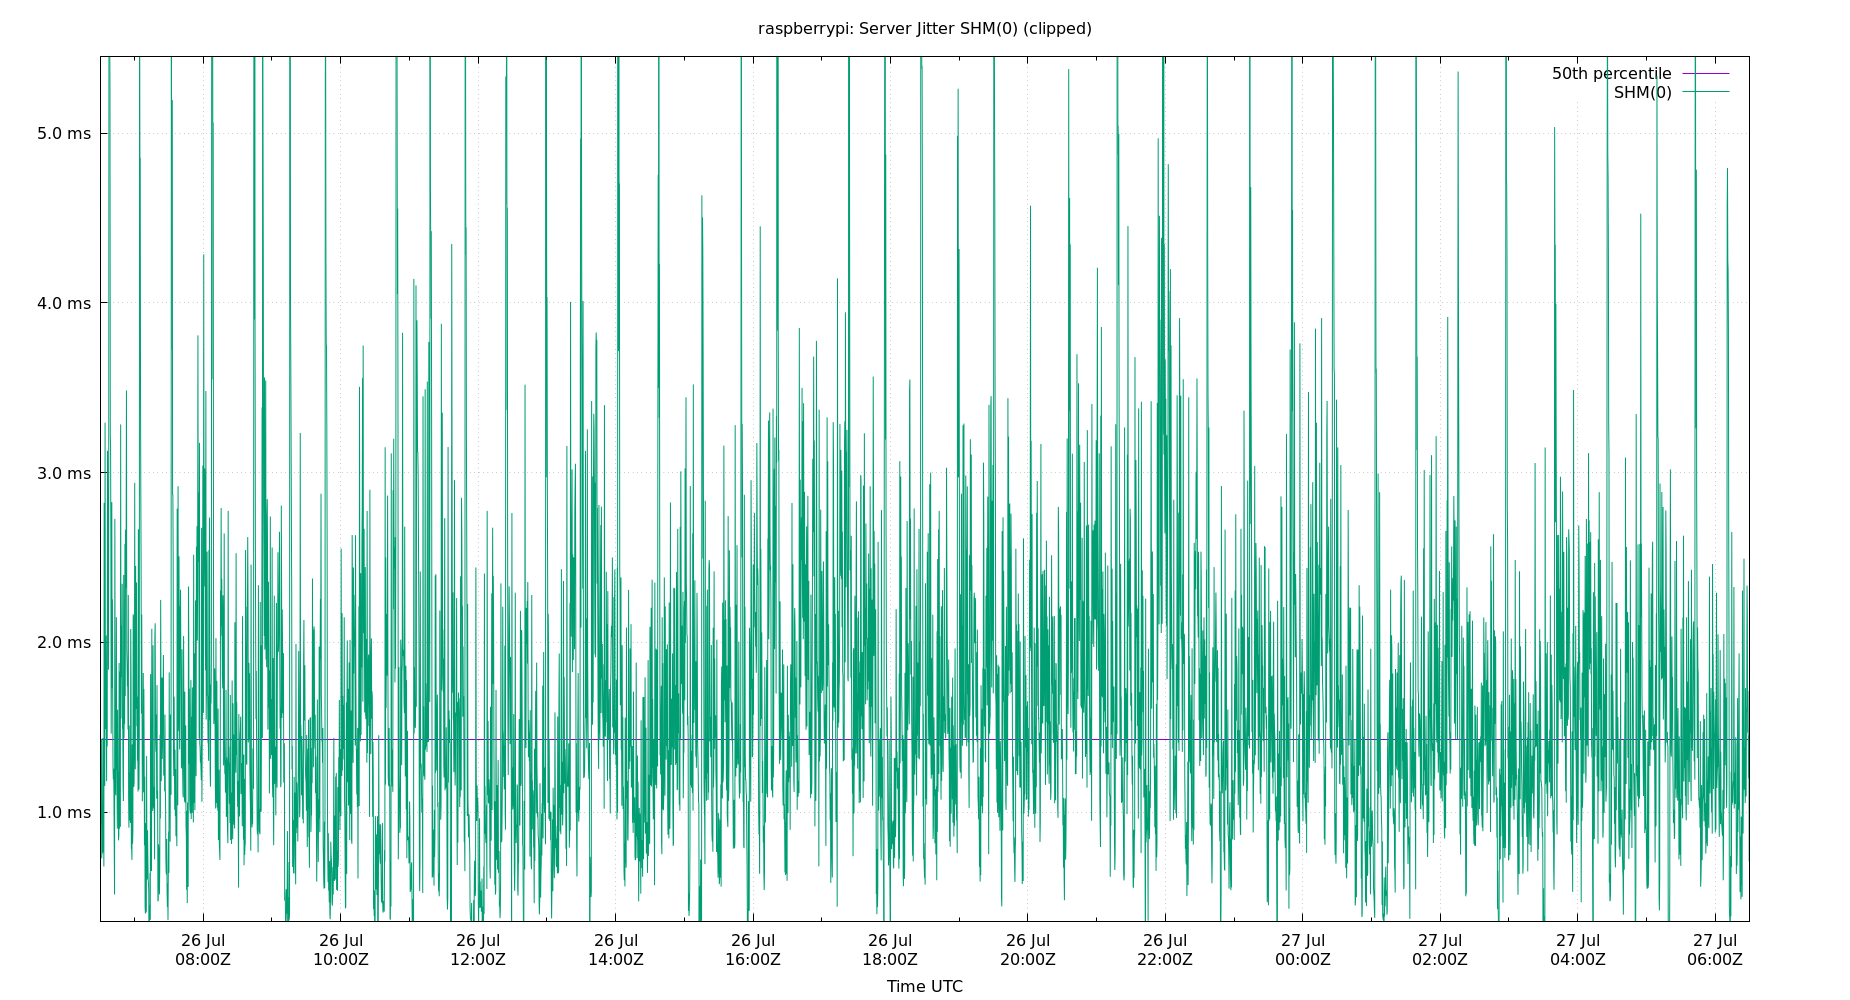 raspberrypi: Server Jitter SHM(0) (clipped)
50th percentile
SHM(0)
5.0 ms
4.0 ms
3.0 ms
2.0 ms
1.0 ms
26 Jul 26 Jul 26 Jul 26 Jul 26 Jul 26 Jul 26 Jul 26 Jul 27 Jul 27 Jul 27 Jul 27 Jul
08:00Z 10:00Z 12:00Z 14:00Z 16:00Z 18:00Z 20:00Z 22:00Z 00:00Z 02:00Z 04:00Z 06:00Z
Time UTC